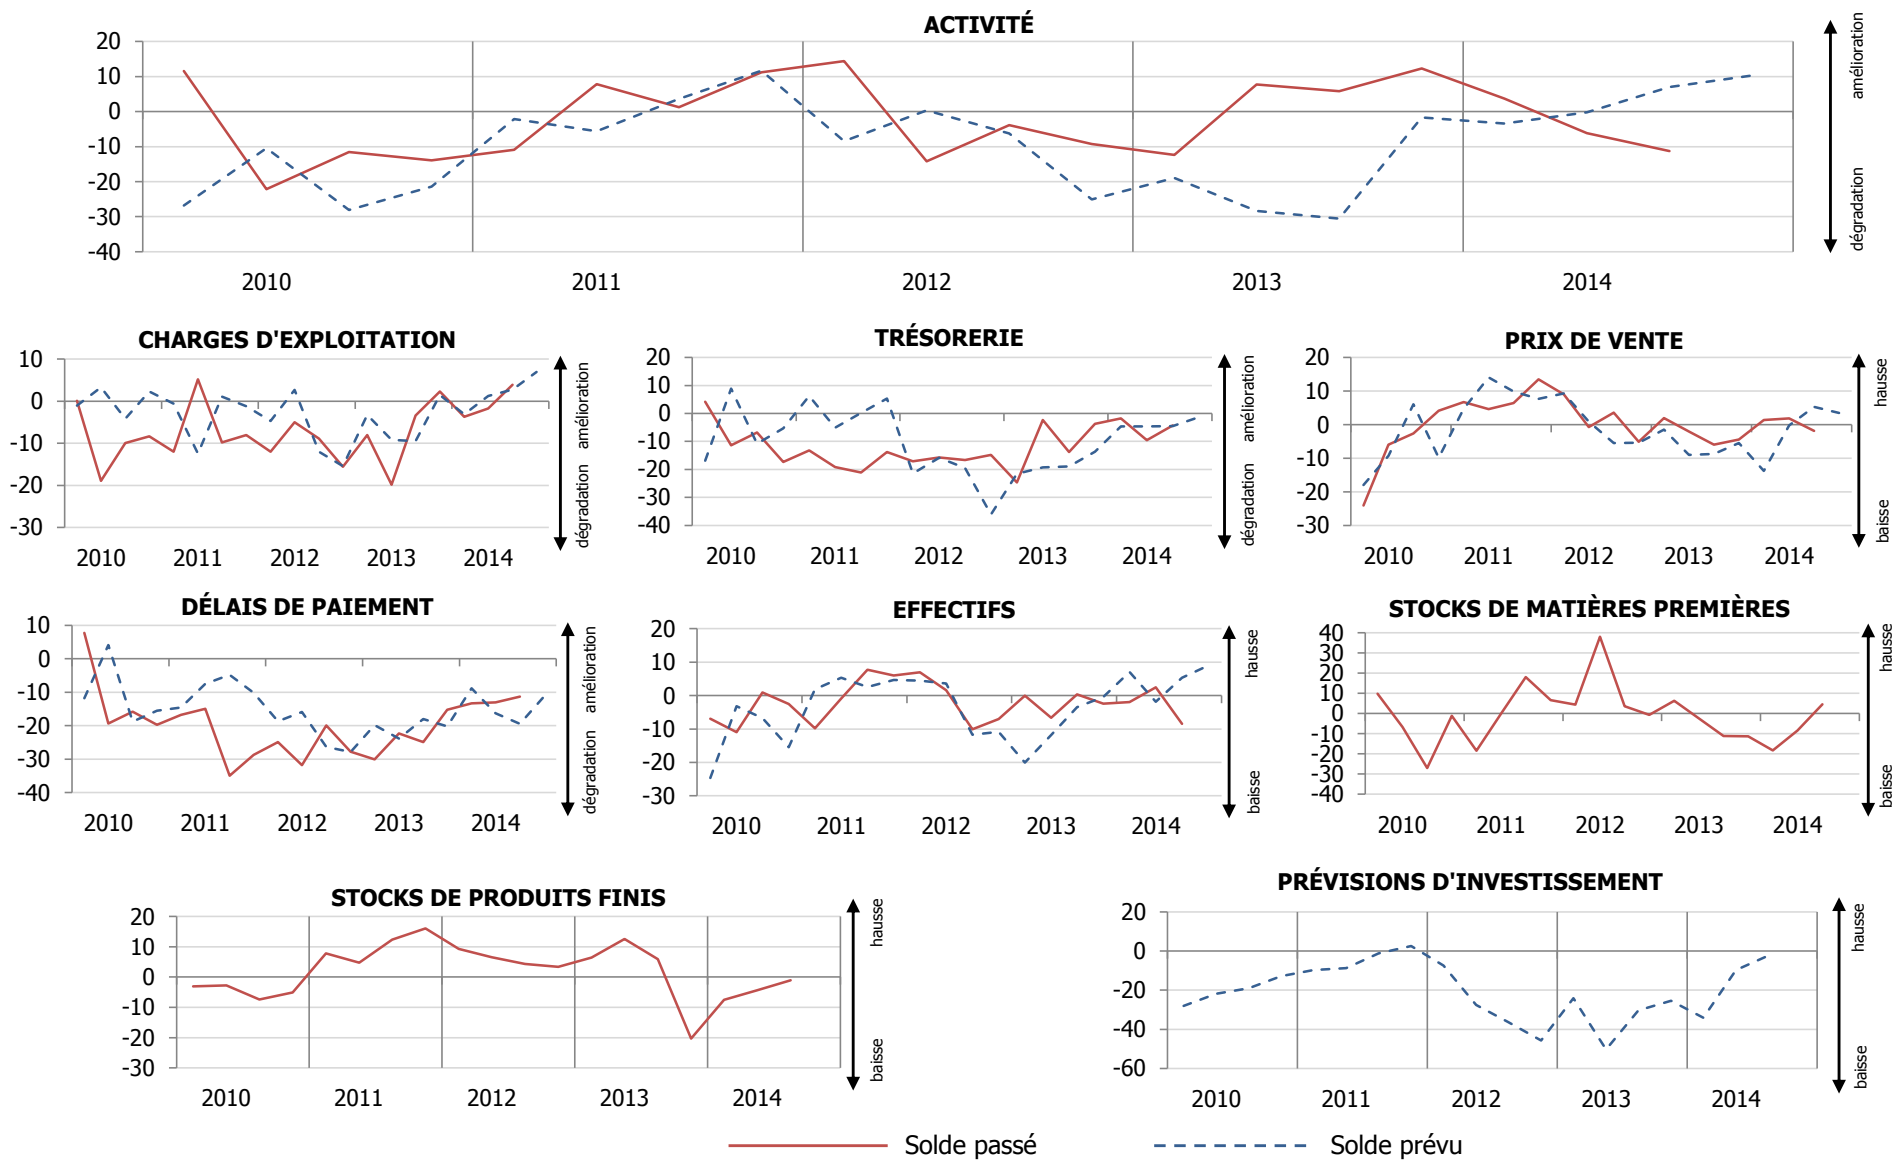 ACTIVITÉ
20
10
0
-10
-20
-30
-40
2010 2011 2012 2013 2014
amélioration
dégradation
CHARGES D'EXPLOITATION
10
0
-10
-20
-30
2010 2011 2012 2013 2014
amélioration
dégradation
TRÉSORERIE
20
10
0
-10
-20
-30
-40
2010 2011 2012 2013 2014
amélioration
dégradation
PRIX DE VENTE
20
10
0
-10
-20
-30
2010 2011 2012 2013 2014
hausse
baisse
DÉLAIS DE PAIEMENT
10
0
-10
-20
-30
-40
2010 2011 2012 2013 2014
amélioration
dégradation
EFFECTIFS
20
10
0
-10
-20
-30
2010 2011 2012 2013 2014
hausse
baisse
STOCKS DE MATIÈRES PREMIÈRES
40
30
20
10
0
-10
-20
-30
-40
2010 2011 2012 2013 2014
hausse
baisse
STOCKS DE PRODUITS FINIS
20
10
0
-10
-20
-30
2010 2011 2012 2013 2014
hausse
baisse
PRÉVISIONS D'INVESTISSEMENT
20
0
-20
-40
-60
2010 2011 2012 2013 2014
hausse
baisse
Solde passé Solde prévu